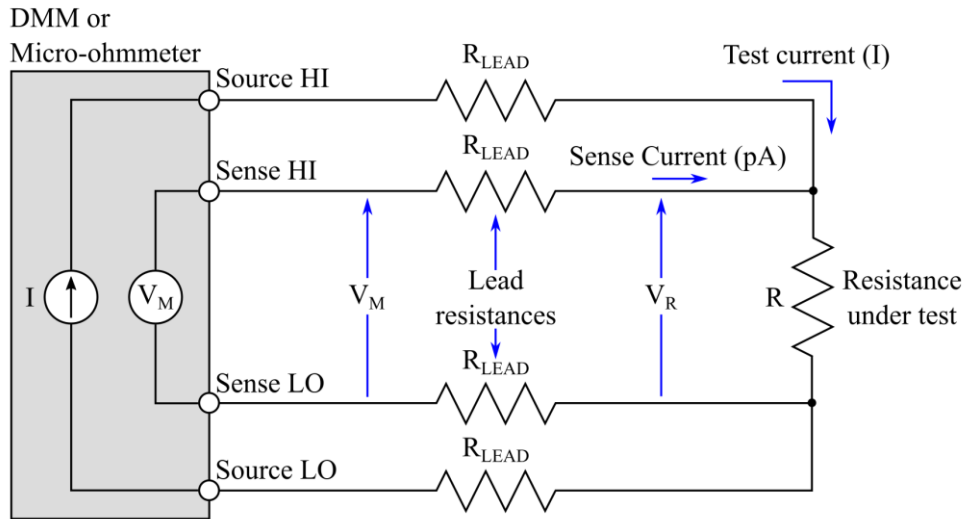 DMM or
Micro-ohmmeter
Source HI
R_LEAD
Test current (I)
Sense HI
R_LEAD
Sense Current (pA)
I
V_M
V_M
Lead
resistances
V_R
R
Resistance
under test
Sense LO
R_LEAD
Source LO
R_LEAD